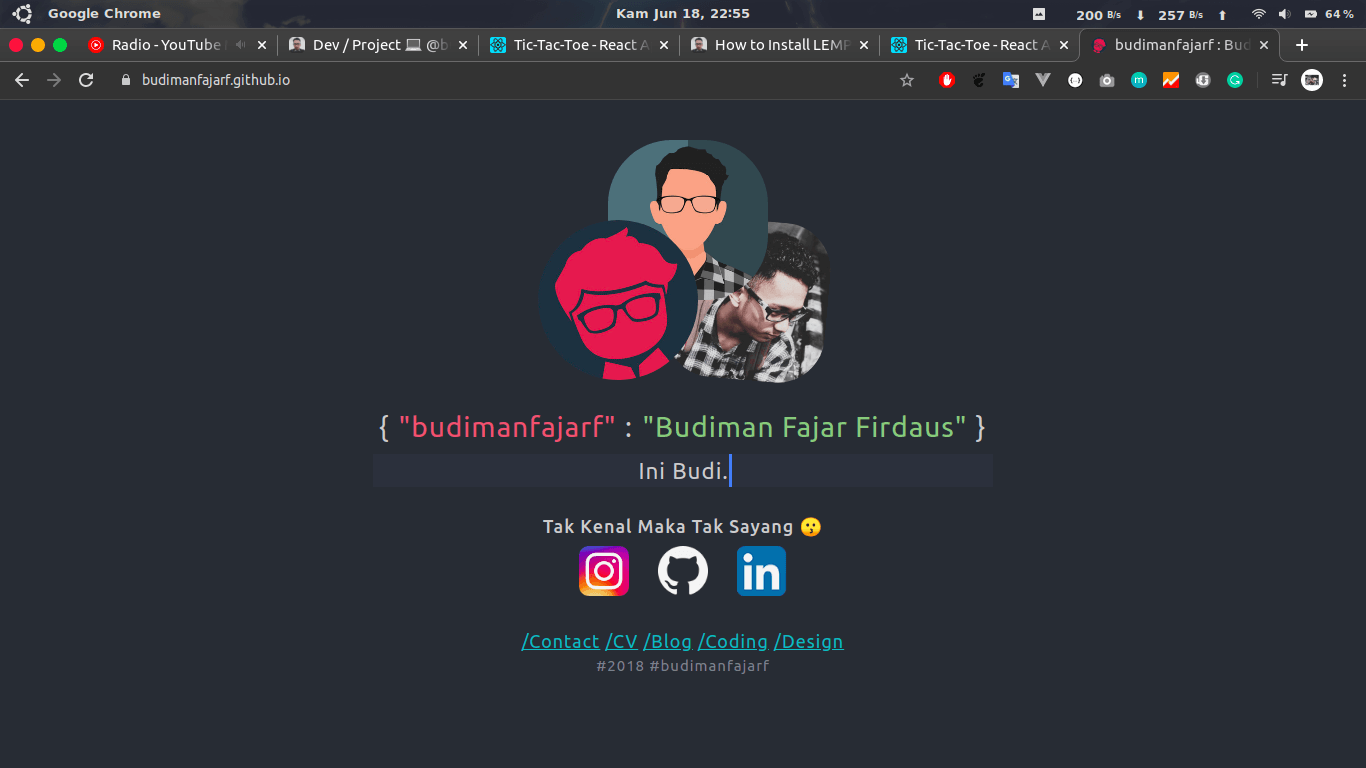 Google Chrome
Kam Jun 18, 22:55
200 B/s
257 B/s
64 %
Radio - YouTube
Dev / Project 💻 @b
Tic-Tac-Toe - React A
How to Install LEMP
Tic-Tac-Toe - React A
budimanfajarf : Bud
budimanfajarf.github.io
{ "budimanfajarf" : "Budiman Fajar Firdaus" }
Ini Budi.
Tak Kenal Maka Tak Sayang 😗
in
/Contact /CV /Blog /Coding /Design
#2018 #budimanfajarf